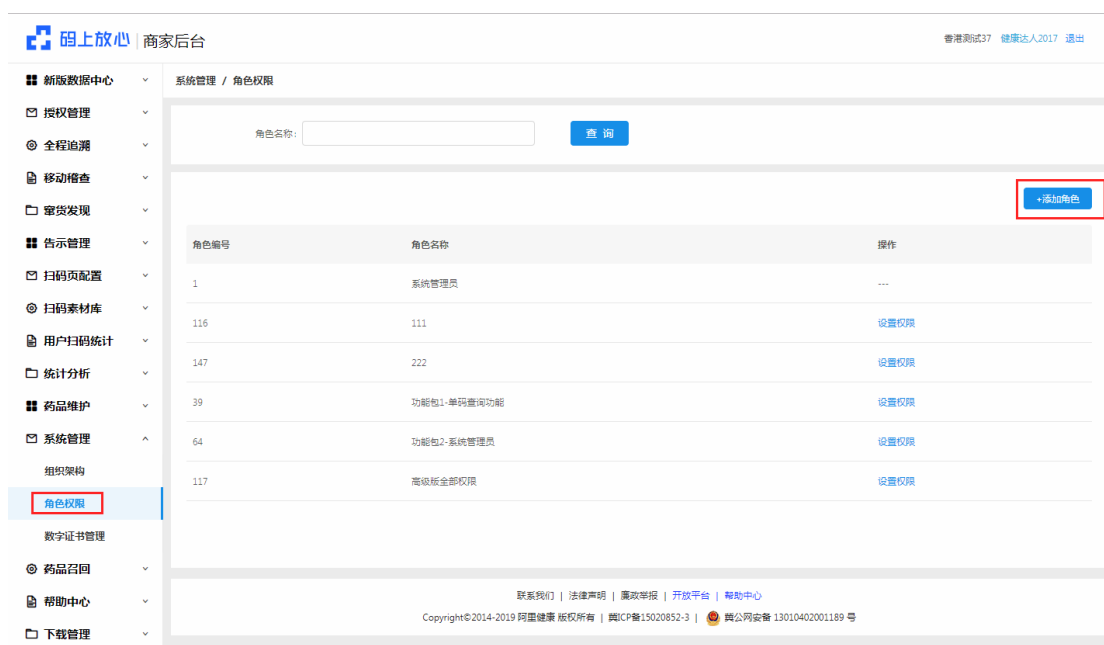 码上放心 | 商家后台
香港测试37 健康达人2017 退出
新版数据中心
授权管理
全程追溯
移动稽查
窜货发现
告示管理
扫码页配置
扫码素材库
用户扫码统计
统计分析
药品维护
系统管理
组织架构
角色权限
数字证书管理
药品召回
帮助中心
下载管理
系统管理 / 角色权限
角色名称:
查 询
+添加角色
角色编号 角色名称 操作
1 系统管理员 ---
116 111 设置权限
147 222 设置权限
39 功能包1-单码查询功能 设置权限
64 功能包2-系统管理员 设置权限
117 高级版全部权限 设置权限
联系我们 | 法律声明 | 廉政举报 | 开放平台 | 帮助中心
Copyright©2014-2019 阿里健康 版权所有 | 冀ICP备15020852-3 | 冀公网安备 13010402001189 号